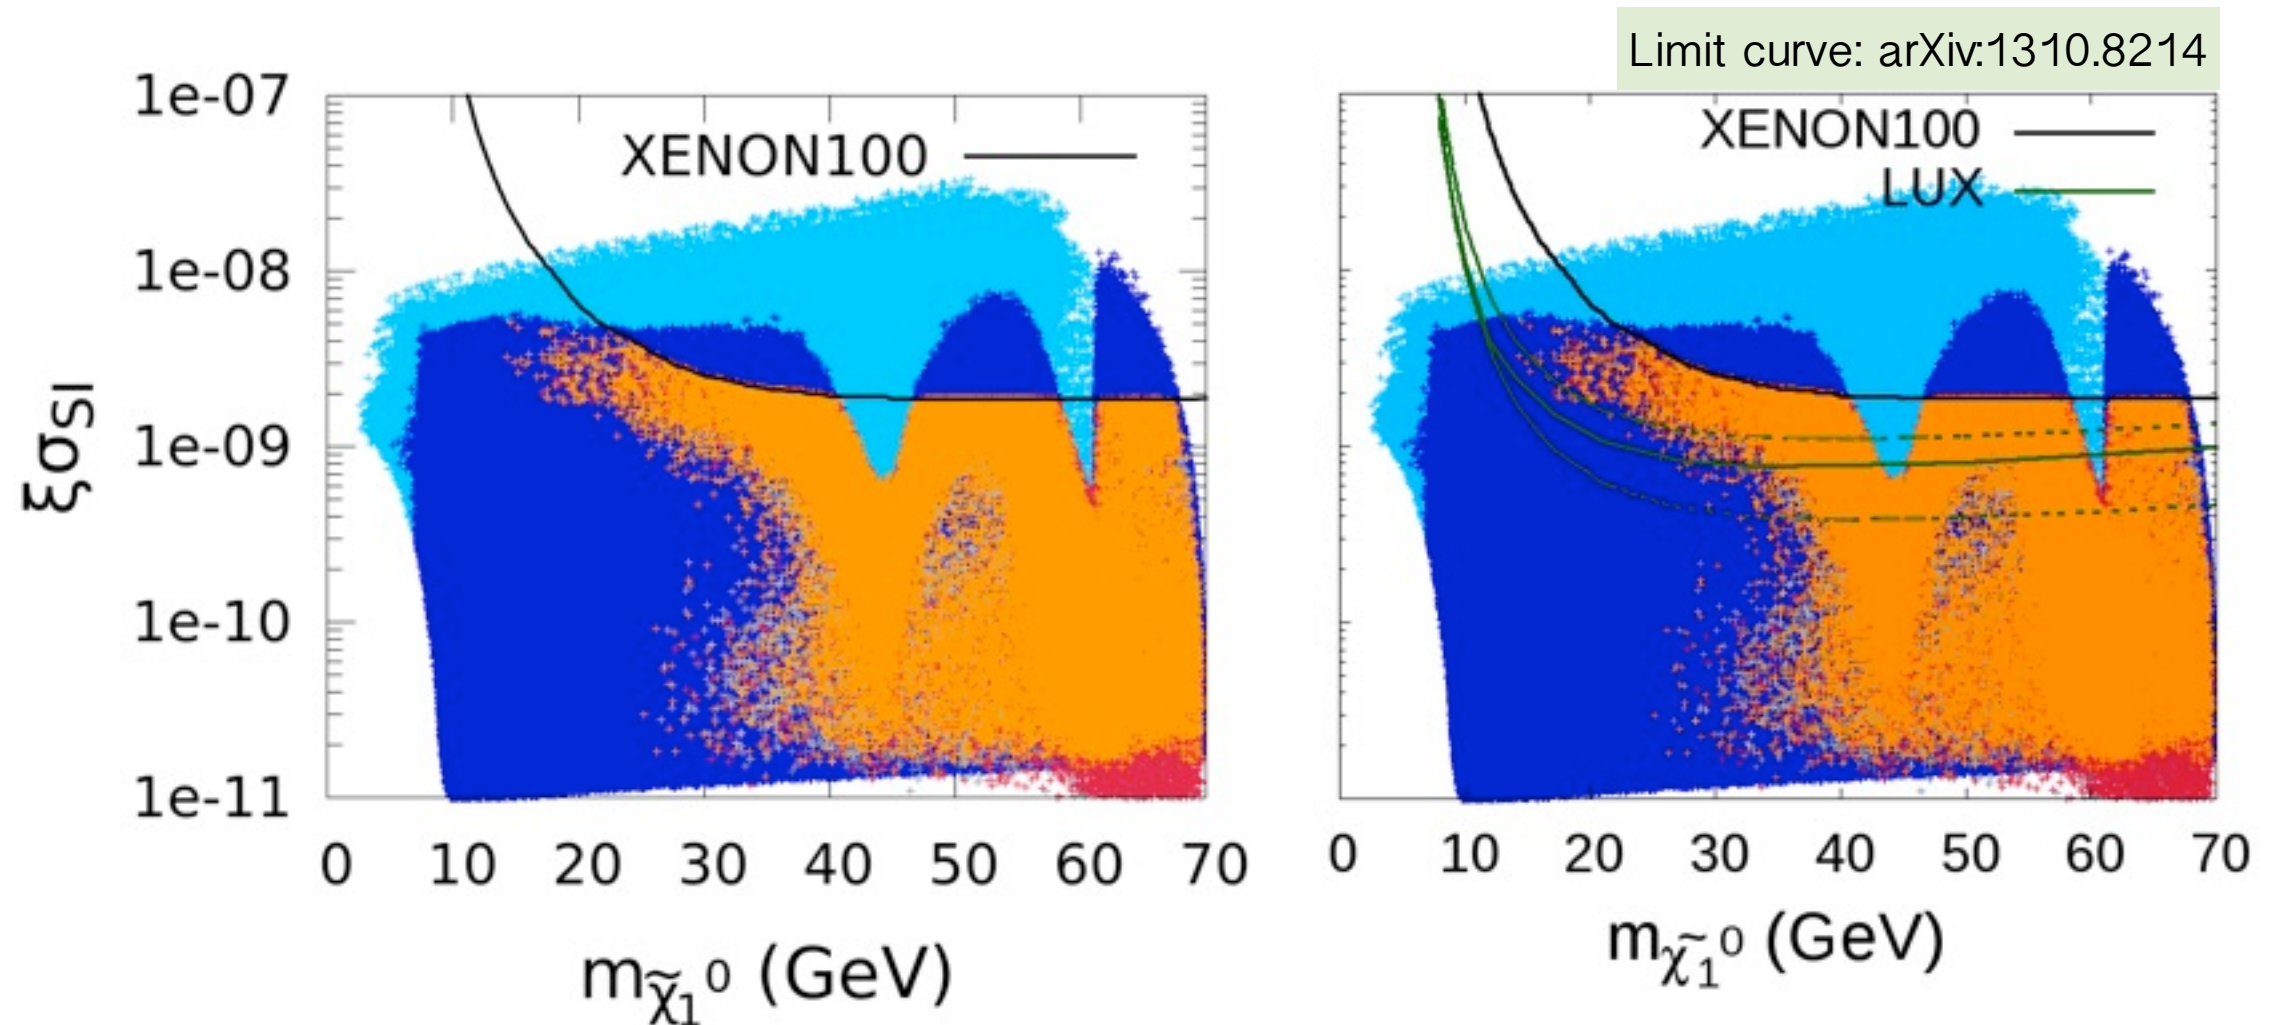 Limit curve: arXiv:1310.8214
ξσSI
1e-07
1e-08
1e-09
1e-10
1e-11
XENON100
0 10 20 30 40 50 60 70
m_χ̃₁⁰ (GeV)
XENON100
LUX
0 10 20 30 40 50 60 70
m_χ̃₁⁰ (GeV)